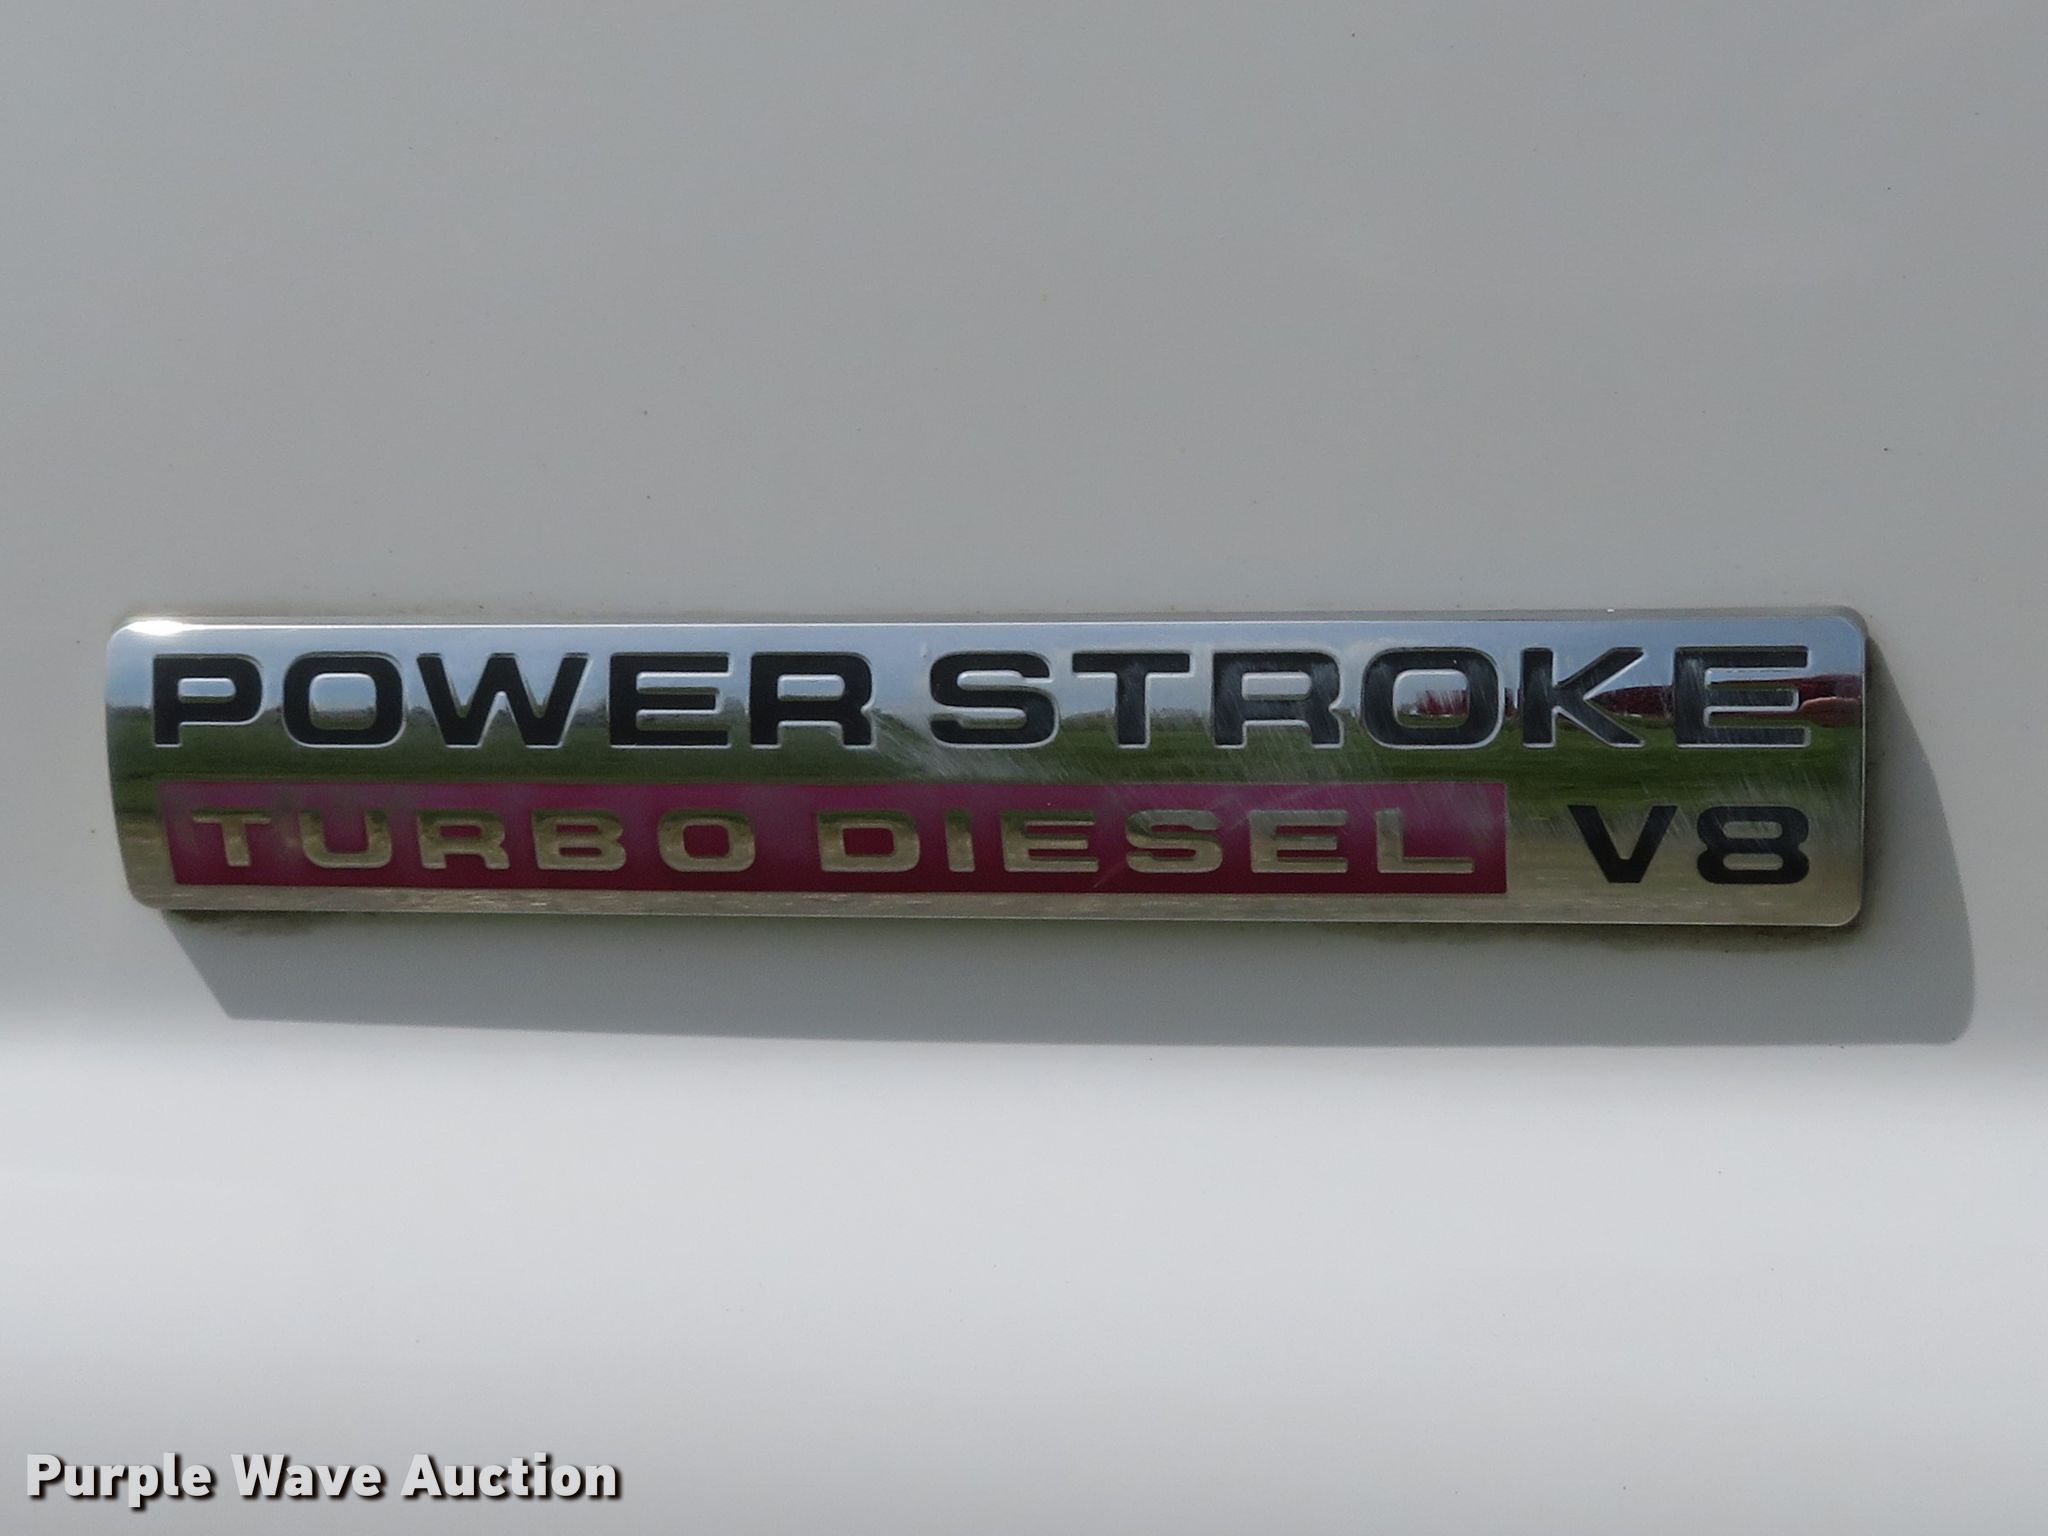 POWER STROKE
TURBO DIESEL V8
Purple Wave Auction